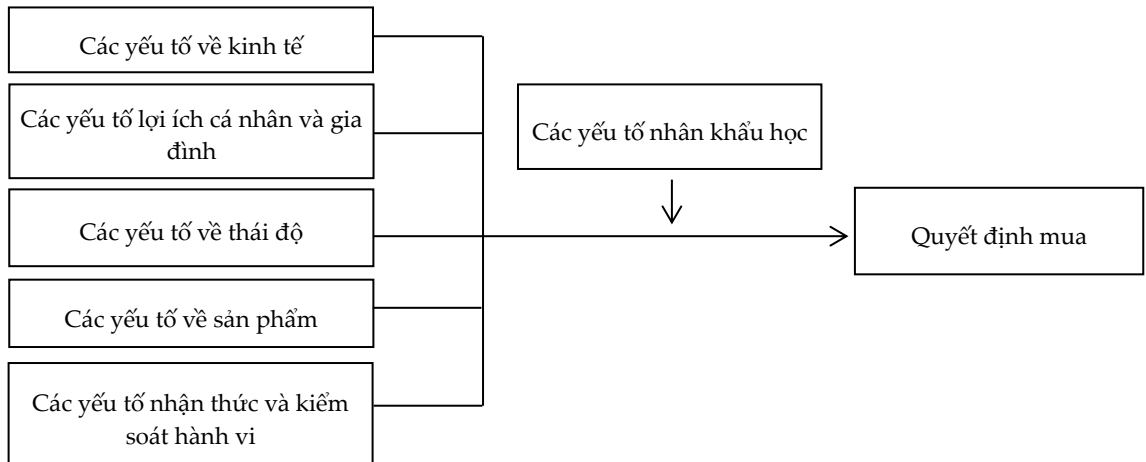 Các yếu tố về kinh tế
Các yếu tố lợi ích cá nhân và gia
đình
Các yếu tố nhân khẩu học
Các yếu tố về thái độ
Quyết định mua
Các yếu tố về sản phẩm
Các yếu tố nhận thức và kiểm
soát hành vi